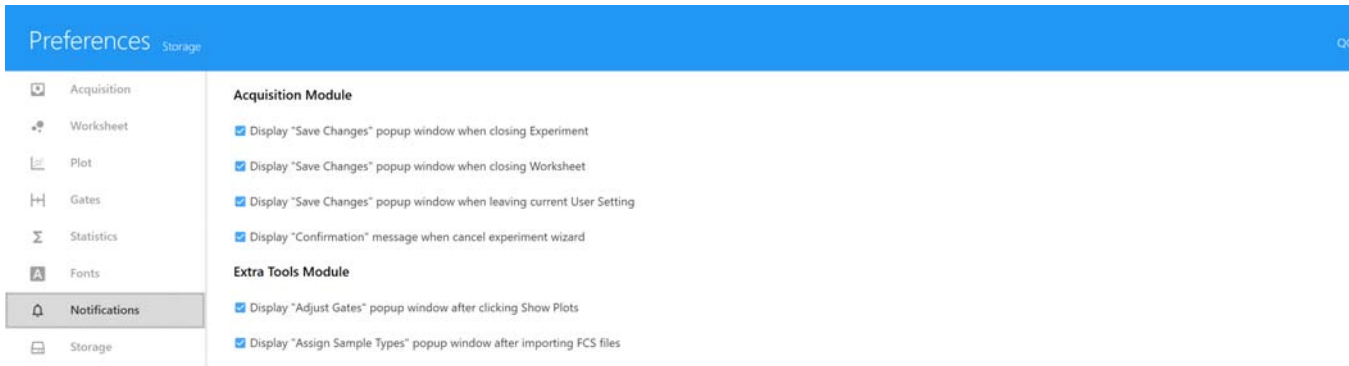 Preferences Storage
Acquisition
Worksheet
Plot
Gates
Statistics
Fonts
Notifications
Storage
Acquisition Module
Display "Save Changes" popup window when closing Experiment
Display "Save Changes" popup window when closing Worksheet
Display "Save Changes" popup window when leaving current User Setting
Display "Confirmation" message when cancel experiment wizard
Extra Tools Module
Display "Adjust Gates" popup window after clicking Show Plots
Display "Assign Sample Types" popup window after importing FCS files